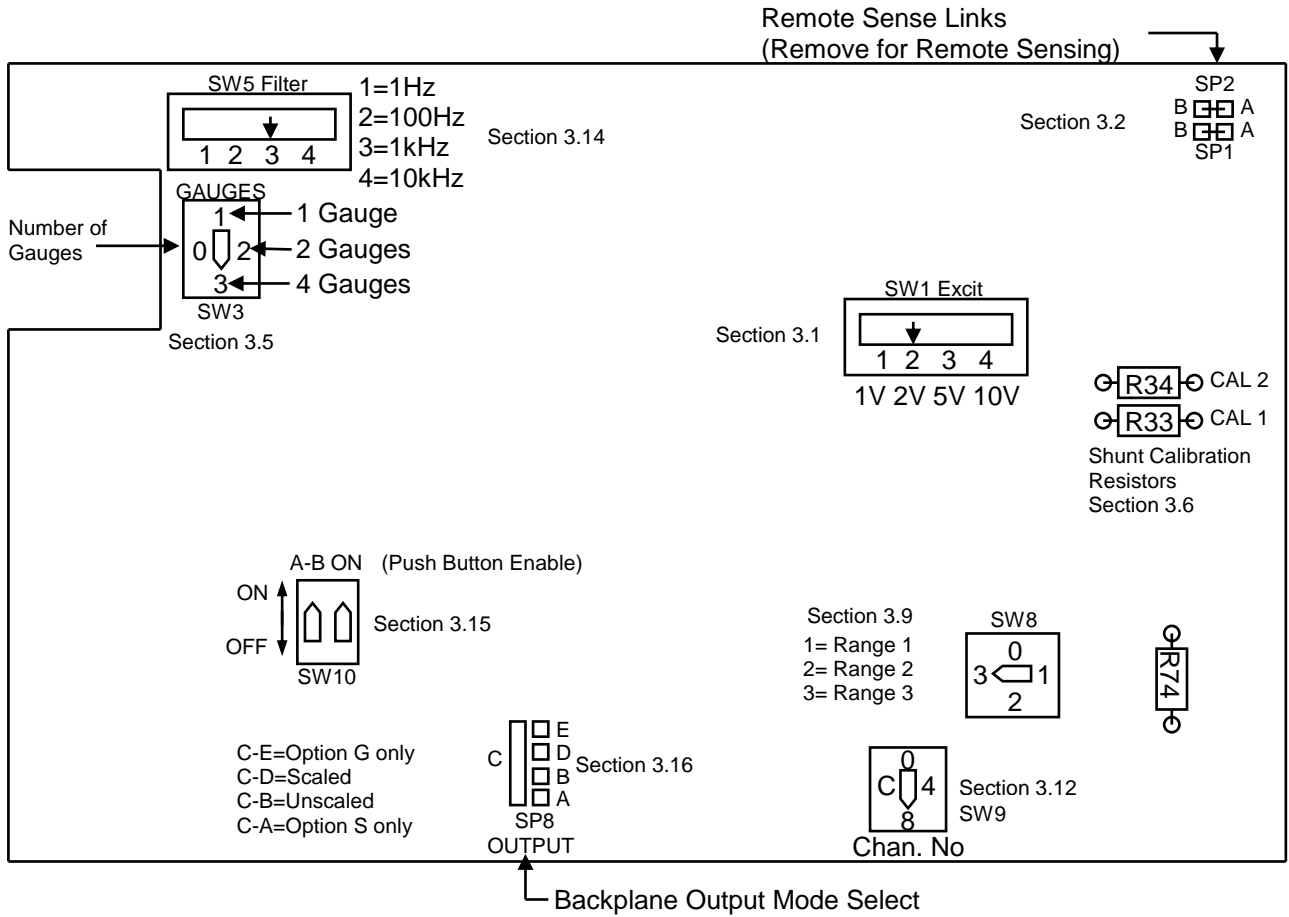 Remote Sense Links
(Remove for Remote Sensing)
SW5 Filter
1 2 3 4
1=1Hz
2=100Hz
3=1kHz
4=10kHz
Section 3.14
Section 3.2
SP2
B A
B A
SP1
GAUGES
Number of
Gauges
1
0 2
3
1 Gauge
2 Gauges
4 Gauges
SW3
Section 3.5
Section 3.1
SW1 Excit
1 2 3 4
1V 2V 5V 10V
R34 CAL 2
R33 CAL 1
Shunt Calibration
Resistors
Section 3.6
A-B ON (Push Button Enable)
ON
OFF
Section 3.15
SW10
Section 3.9
1= Range 1
2= Range 2
3= Range 3
SW8
0
3 1
2
R74
C-E=Option G only
C-D=Scaled
C-B=Unscaled
C-A=Option S only
C
E
D
B
A
Section 3.16
SP8
OUTPUT
0
C 4
8
Section 3.12
SW9
Chan. No
Backplane Output Mode Select